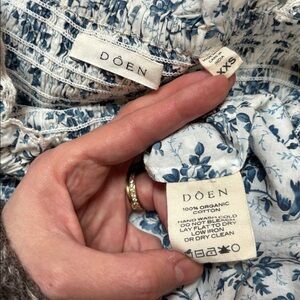 DÔEN
XXS
DÔEN
100% ORGANIC
COTTON
HAND WASH COLD
DO NOT BLEACH
LAY FLAT TO DRY
LOW IRON
OR DRY CLEAN